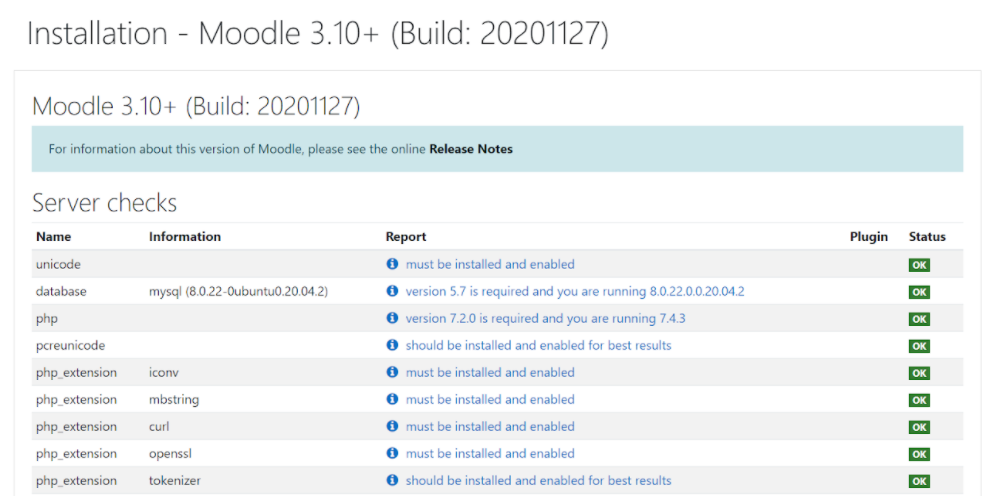 Installation - Moodle 3.10+ (Build: 20201127)
Moodle 3.10+ (Build: 20201127)
For information about this version of Moodle, please see the online Release Notes
Server checks
Name Information Report Plugin Status
unicode must be installed and enabled OK
database mysql (8.0.22-0ubuntu0.20.04.2) version 5.7 is required and you are running 8.0.22.0.0.20.04.2 OK
php version 7.2.0 is required and you are running 7.4.3 OK
pcreunicode should be installed and enabled for best results OK
php_extension iconv must be installed and enabled OK
php_extension mbstring must be installed and enabled OK
php_extension curl must be installed and enabled OK
php_extension openssl must be installed and enabled OK
php_extension tokenizer should be installed and enabled for best results OK